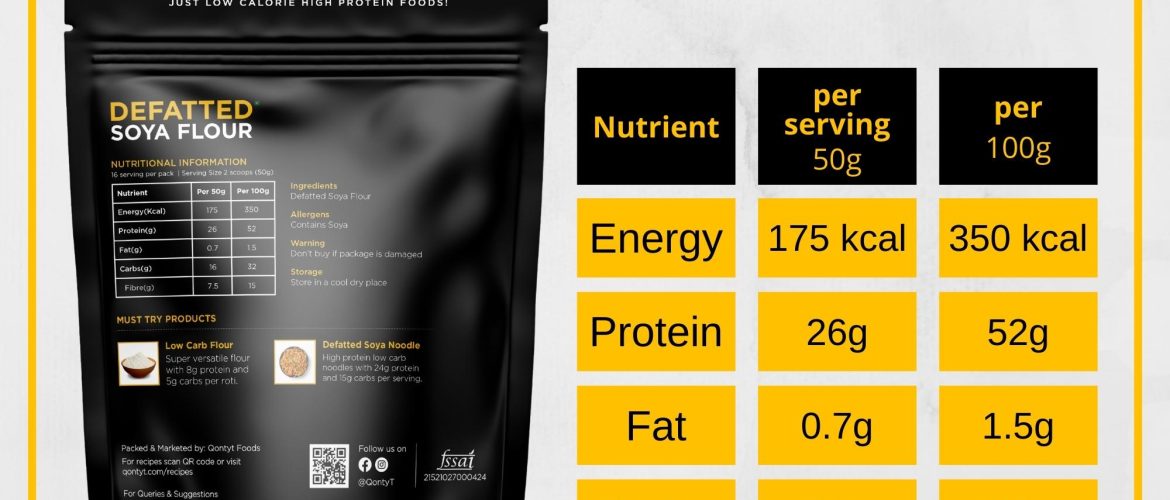 JUST LOW CALORIE HIGH PROTEIN FOODS!
DEFATTED
SOYA FLOUR
NUTRITIONAL INFORMATION
16 serving per pack | Serving Size 2 scoops (50g)
Nutrient Per 50g Per 100g
Energy(Kcal) 175 350
Protein(g) 26 52
Fat(g) 0.7 1.5
Carbs(g) 16 32
Fibre(g) 7.5 15
Ingredients
Defatted Soya Flour
Allergens
Contains Soya
Warning
Don't buy if package is damaged
Storage
Store in a cool dry place
MUST TRY PRODUCTS
Low Carb Flour
Super versatile flour
with 8g protein and
5g carbs per roti.
Defatted Soya Noodle
High protein low carb
noodles with 24g protein
and 15g carbs per serving.
Packed & Marketed by: Qontyt Foods
For recipes scan QR code or visit
qontyt.com/recipes
For Queries & Suggestions
Follow us on
@QontyT
fssai
21521027000424
Nutrient per serving 50g per 100g
Energy 175 kcal 350 kcal
Protein 26g 52g
Fat 0.7g 1.5g